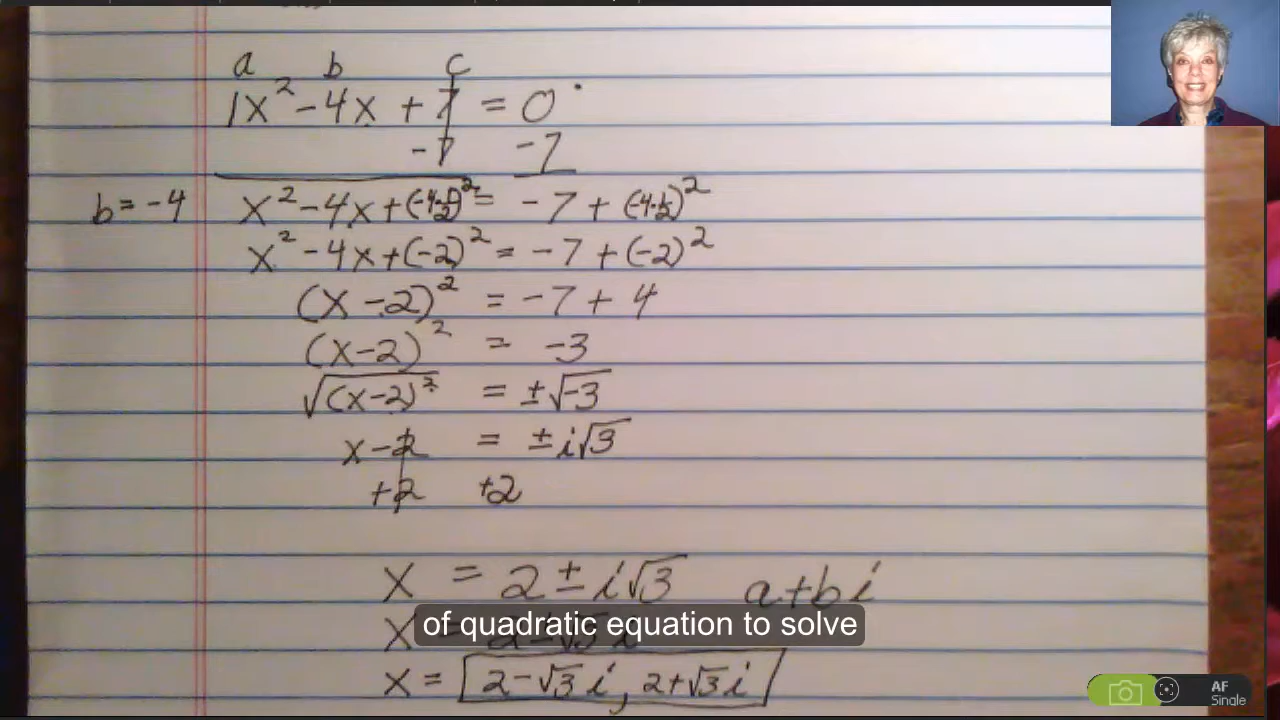 a b c
1x² - 4x + 7 = 0
-7 -7
b = -4 x² - 4x + (-4·½)² = -7 + (-4·½)²
x² - 4x + (-2)² = -7 + (-2)²
(x - 2)² = -7 + 4
(x - 2)² = -3
√(x-2)² = ±√-3
x - 2 = ± i√3
+2 +2
x = 2 ± i√3 a + b i
of quadratic equation to solve
x = 2 ± √3 i
x = 2 - √3 i, 2 + √3 i
AF
Single